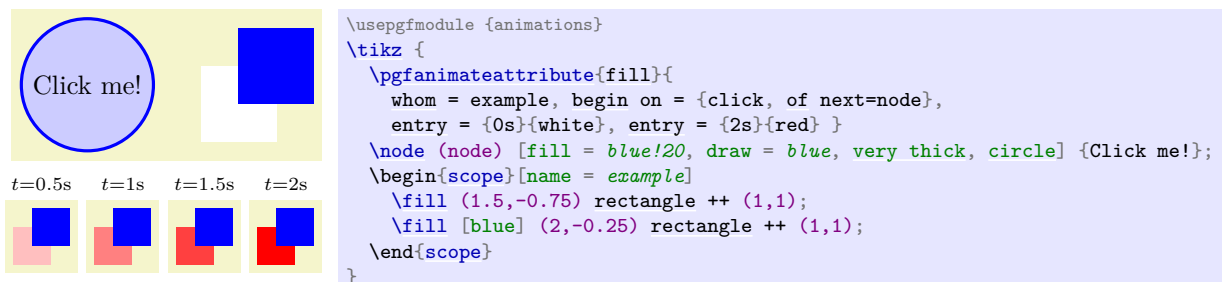 Click me!
t=0.5s t=1s t=1.5s t=2s
\usepgfmodule {animations}
\tikz {
  \pgfanimateattribute{fill}{
    whom = example, begin on = {click, of next=node},
    entry = {0s}{white}, entry = {2s}{red} }
  \node (node) [fill = blue!20, draw = blue, very thick, circle] {Click me!};
  \begin{scope}[name = example]
    \fill (1.5,-0.75) rectangle ++ (1,1);
    \fill [blue] (2,-0.25) rectangle ++ (1,1);
  \end{scope}
}